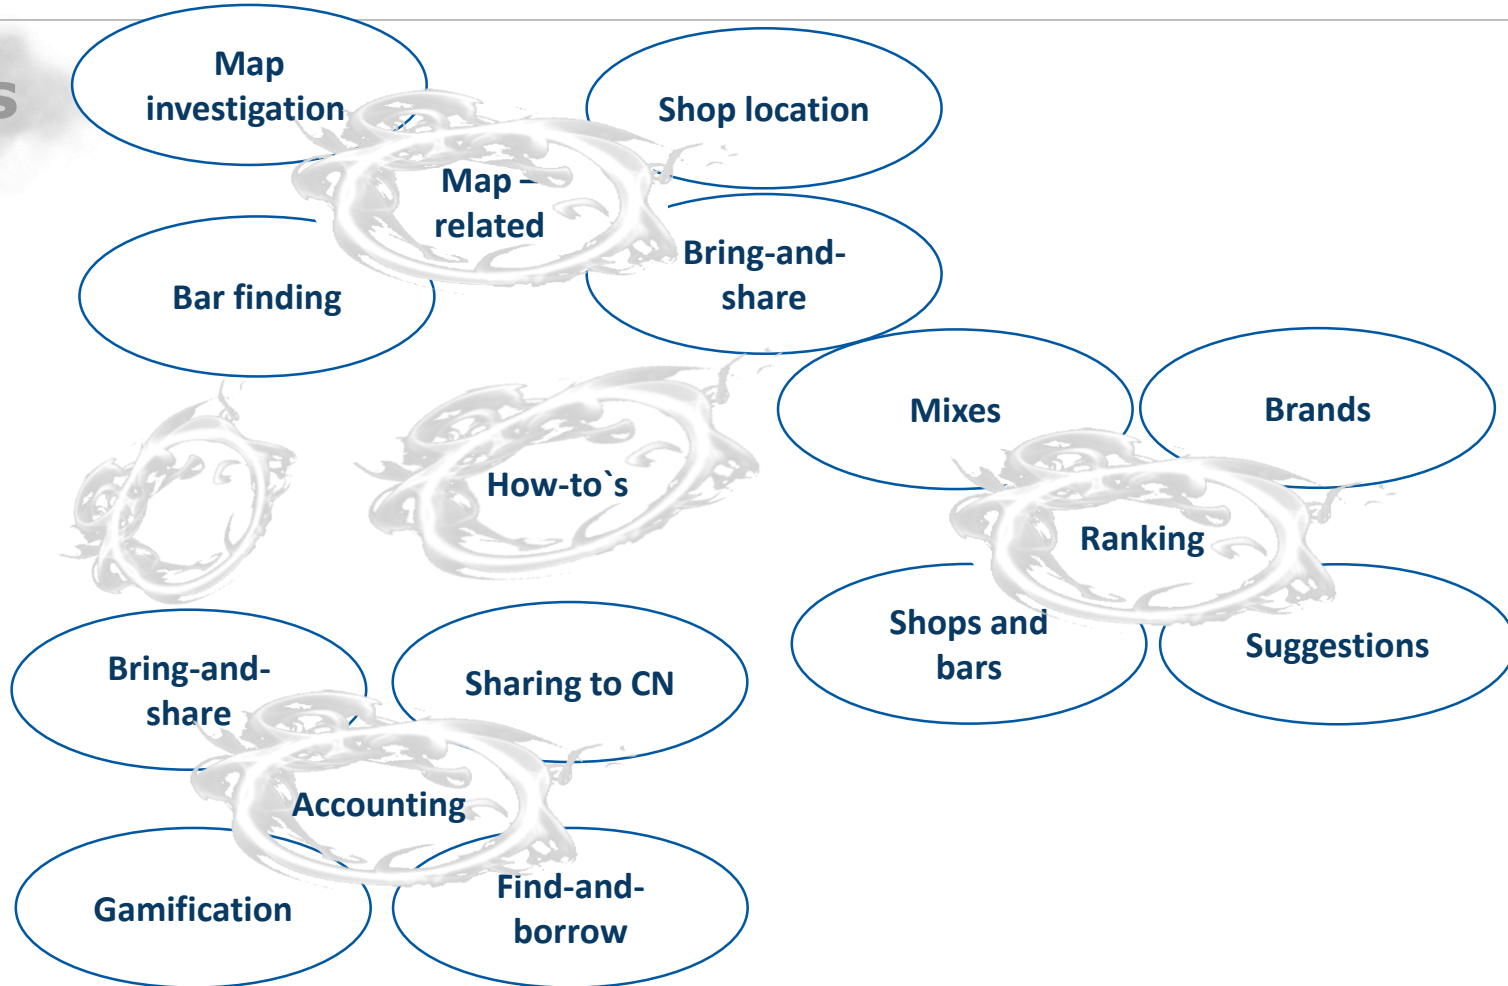 s
Map
investigation
Shop location
Map –
related
Bring-and-
share
Bar finding
Mixes
Brands
How-to`s
Ranking
Shops and
bars
Suggestions
Bring-and-
share
Sharing to CN
Accounting
Gamification
Find-and-
borrow